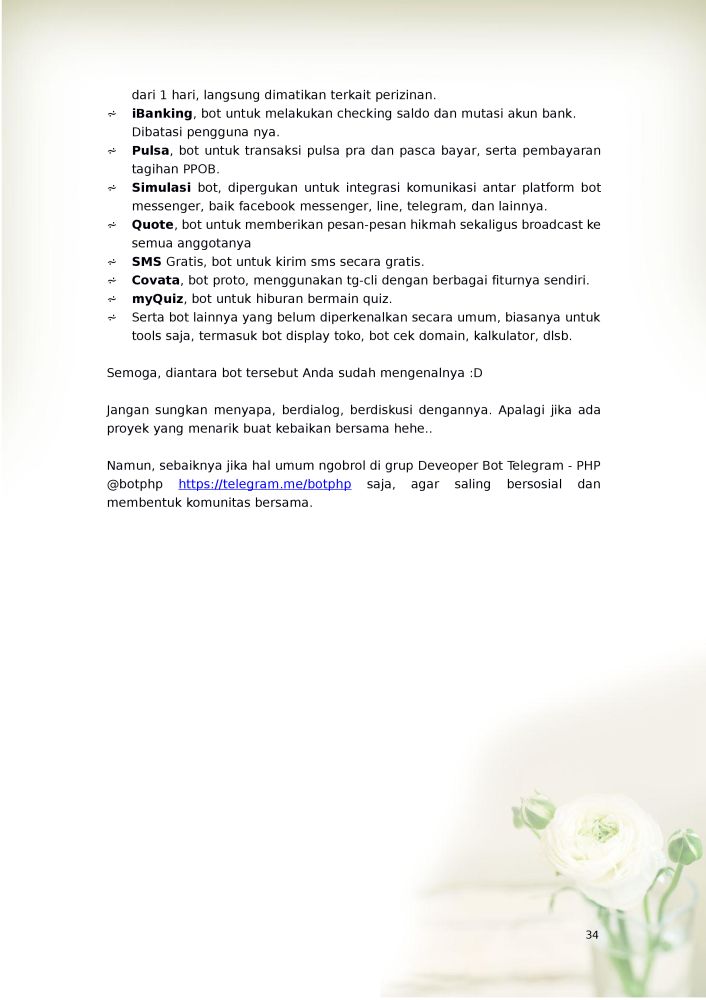 dari 1 hari, langsung dimatikan terkait perizinan.
iBanking, bot untuk melakukan checking saldo dan mutasi akun bank.
Dibatasi pengguna nya.
Pulsa, bot untuk transaksi pulsa pra dan pasca bayar, serta pembayaran
tagihan PPOB.
Simulasi bot, dipergukan untuk integrasi komunikasi antar platform bot
messenger, baik facebook messenger, line, telegram, dan lainnya.
Quote, bot untuk memberikan pesan-pesan hikmah sekaligus broadcast ke
semua anggotanya
SMS Gratis, bot untuk kirim sms secara gratis.
Covata, bot proto, menggunakan tg-cli dengan berbagai fiturnya sendiri.
myQuiz, bot untuk hiburan bermain quiz.
Serta bot lainnya yang belum diperkenalkan secara umum, biasanya untuk
tools saja, termasuk bot display toko, bot cek domain, kalkulator, dlsb.
Semoga, diantara bot tersebut Anda sudah mengenalnya :D
Jangan sungkan menyapa, berdialog, berdiskusi dengannya. Apalagi jika ada
proyek yang menarik buat kebaikan bersama hehe..
Namun, sebaiknya jika hal umum ngobrol di grup Deveoper Bot Telegram - PHP
@botphp https://telegram.me/botphp saja, agar saling bersosial dan
membentuk komunitas bersama.
34